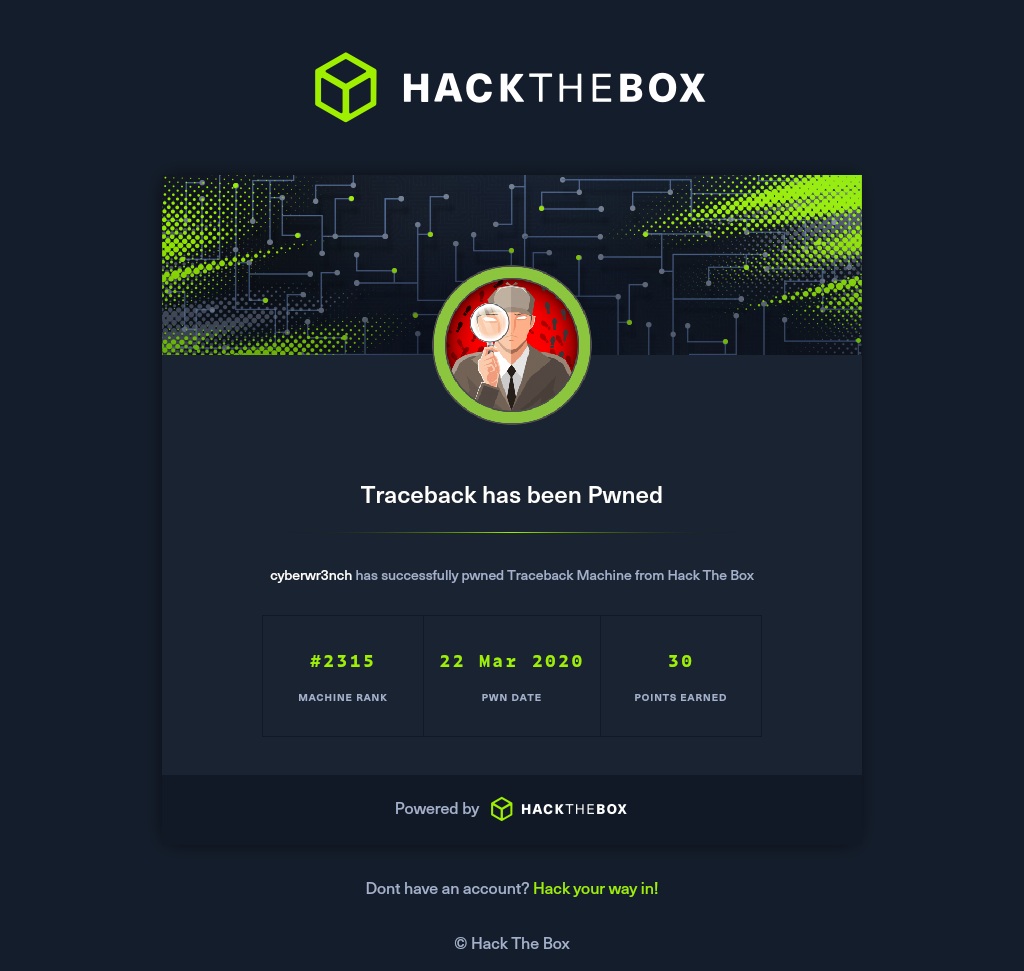 HACKTHEBOX
Traceback has been Pwned
cyberwr3nch has successfully pwned Traceback Machine from Hack The Box
#2315 22 Mar 2020 30
MACHINE RANK PWN DATE POINTS EARNED
Powered by HACKTHEBOX
Dont have an account? Hack your way in!
© Hack The Box